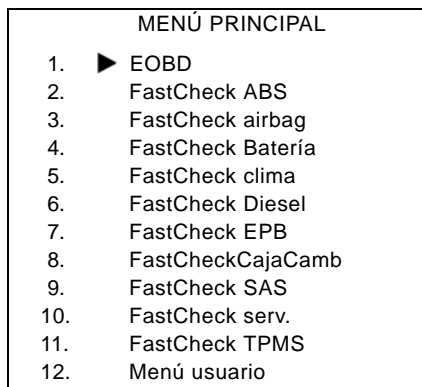 MENÚ PRINCIPAL
1. EOBD
2. FastCheck ABS
3. FastCheck airbag
4. FastCheck Batería
5. FastCheck clima
6. FastCheck Diesel
7. FastCheck EPB
8. FastCheckCajaCamb
9. FastCheck SAS
10. FastCheck serv.
11. FastCheck TPMS
12. Menú usuario